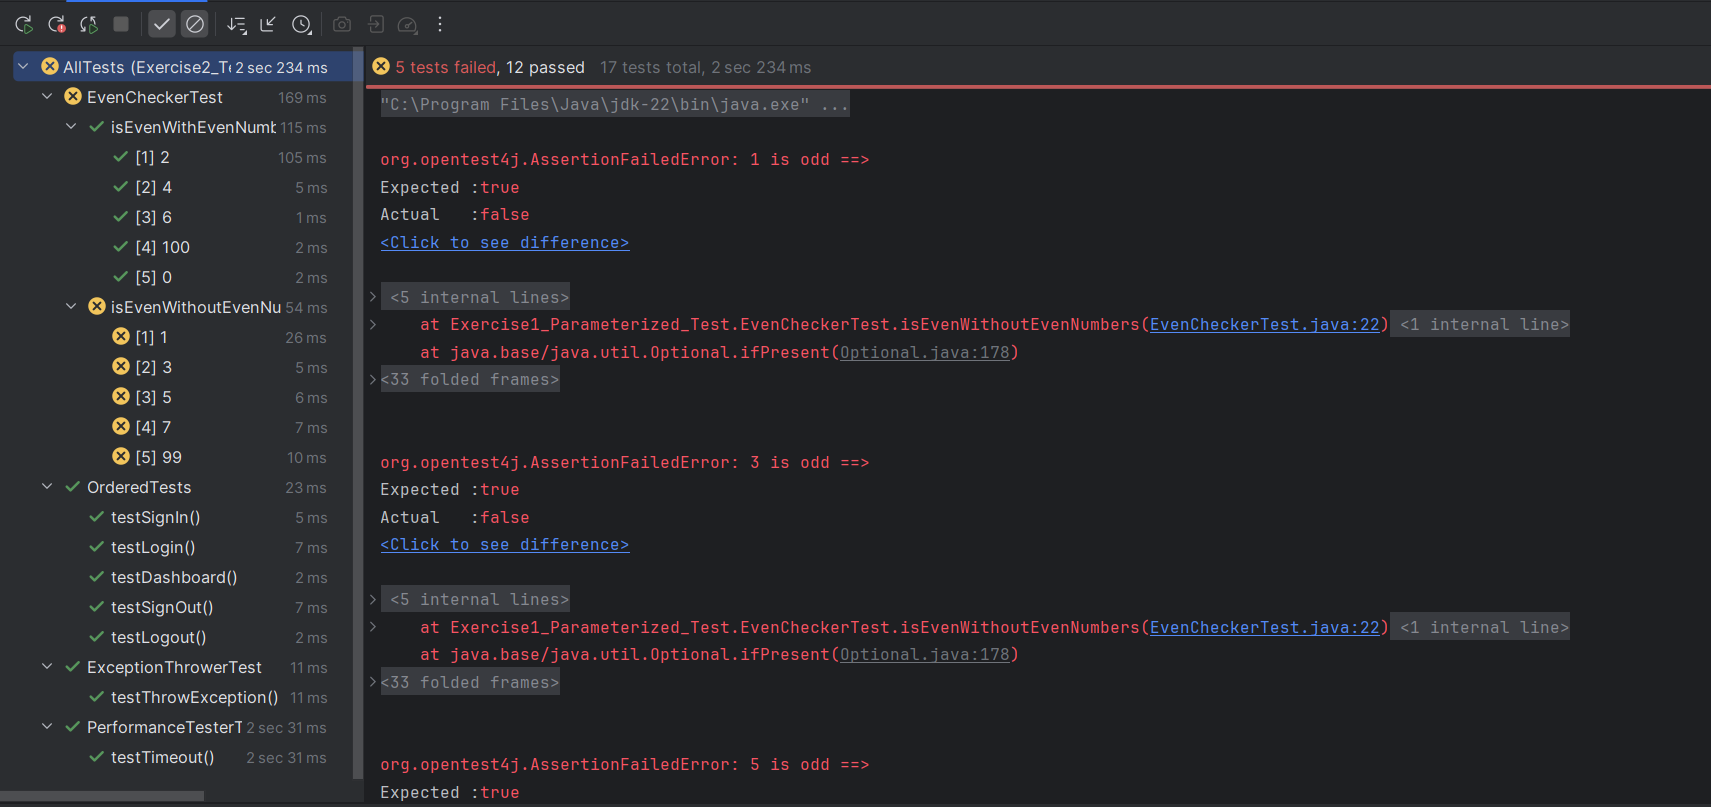 AllTests (Exercise2_Te 2 sec 234 ms
EvenCheckerTest 169 ms
isEvenWithEvenNumb 115 ms
[1] 2 105 ms
[2] 4 5 ms
[3] 6 1 ms
[4] 100 2 ms
[5] 0 2 ms
isEvenWithoutEvenNu 54 ms
[1] 1 26 ms
[2] 3 5 ms
[3] 5 6 ms
[4] 7 7 ms
[5] 99 10 ms
OrderedTests 23 ms
testSignIn() 5 ms
testLogin() 7 ms
testDashboard() 2 ms
testSignOut() 7 ms
testLogout() 2 ms
ExceptionThrowerTest 11 ms
testThrowException() 11 ms
PerformanceTesterT 2 sec 31 ms
testTimeout() 2 sec 31 ms
5 tests failed, 12 passed 17 tests total, 2 sec 234 ms
"C:\Program Files\Java\jdk-22\bin\java.exe" ...
org.opentest4j.AssertionFailedError: 1 is odd ==>
Expected :true
Actual   :false
<Click to see difference>
<5 internal lines>
at Exercise1_Parameterized_Test.EvenCheckerTest.isEvenWithoutEvenNumbers(EvenCheckerTest.java:22) <1 internal line>
at java.base/java.util.Optional.ifPresent(Optional.java:178)
<33 folded frames>
org.opentest4j.AssertionFailedError: 3 is odd ==>
Expected :true
Actual   :false
<Click to see difference>
<5 internal lines>
at Exercise1_Parameterized_Test.EvenCheckerTest.isEvenWithoutEvenNumbers(EvenCheckerTest.java:22) <1 internal line>
at java.base/java.util.Optional.ifPresent(Optional.java:178)
<33 folded frames>
org.opentest4j.AssertionFailedError: 5 is odd ==>
Expected :true